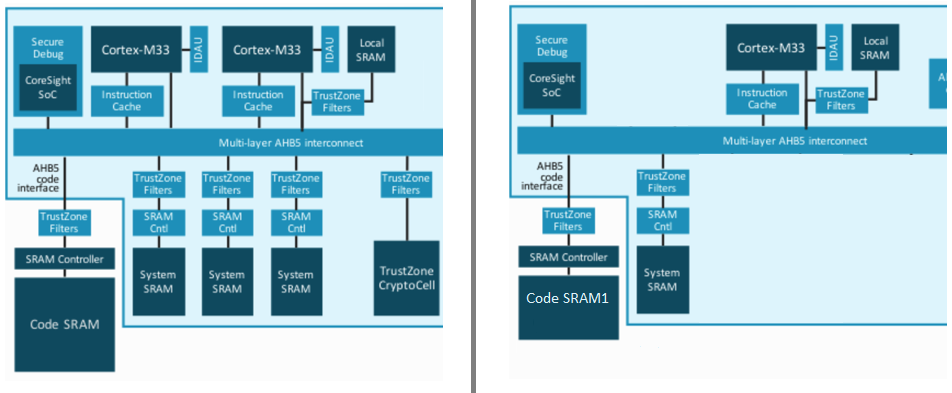 Secure
Debug
CoreSight
SoC
Cortex-M33
IDAU
Cortex-M33
IDAU
Local
SRAM
Instruction
Cache
Instruction
Cache
TrustZone
Filters
Multi-layer AHB5 interconnect
AHB5
code
interface
TrustZone
Filters
TrustZone
Filters
TrustZone
Filters
TrustZone
Filters
TrustZone
Filters
SRAM
Cntl
SRAM
Cntl
SRAM
Cntl
SRAM Controller
System
SRAM
System
SRAM
System
SRAM
TrustZone
CryptoCell
Code SRAM
Secure
Debug
CoreSight
SoC
Cortex-M33
IDAU
Local
SRAM
Instruction
Cache
TrustZone
Filters
Multi-layer AHB5 interconnect
AHB5
code
interface
TrustZone
Filters
TrustZone
Filters
SRAM
Cntl
SRAM Controller
System
SRAM
Code SRAM1